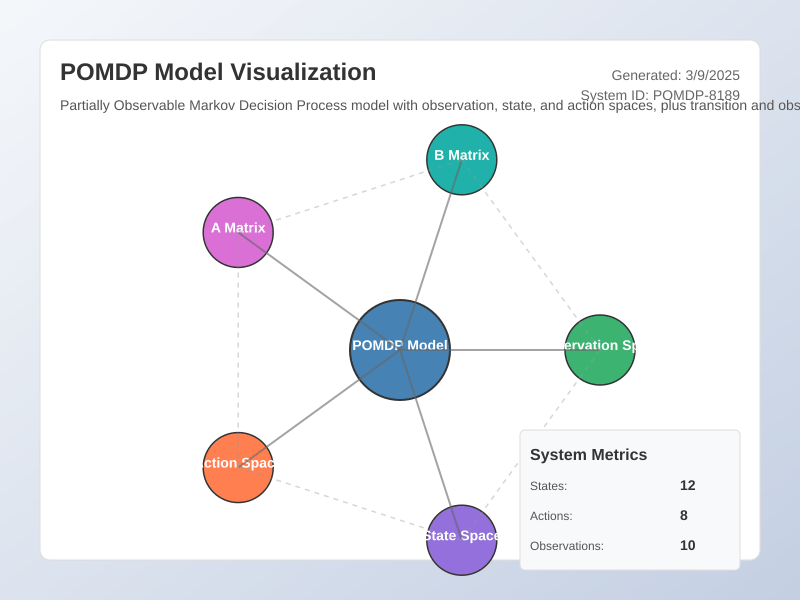 POMDP Model Visualization
Generated: 3/9/2025
System ID: POMDP-8189
Partially Observable Markov Decision Process model with observation, state, and action spaces, plus transition and obs
B Matrix
A Matrix
POMDP Model
ervation Sp
ction Spac
State Space
System Metrics
States: 12
Actions: 8
Observations: 10